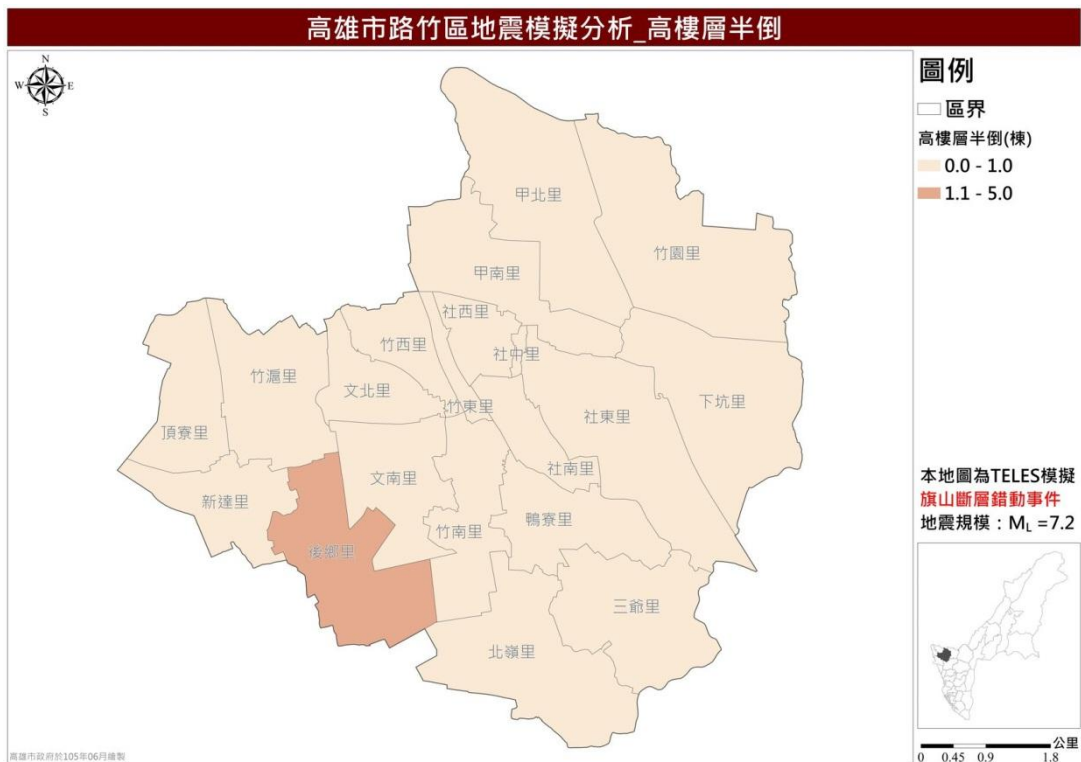 高雄市路竹區地震模擬分析_高樓層半倒
N
W E
S
圖例
區界
高樓層半倒(棟)
0.0 - 1.0
1.1 - 5.0
甲北里
竹園里
甲南里
社西里
竹西里
社中里
竹滬里
文北里
竹東里
社東里
下坑里
頂寮里
社南里
新達里
文南里
鴨寮里
竹南里
後鄉里
三爺里
北嶺里
本地圖為TELES模擬
旗山斷層錯動事件
地震規模：ML =7.2
公里
0 0.45 0.9 1.8
高雄市政府於105年06月繪製